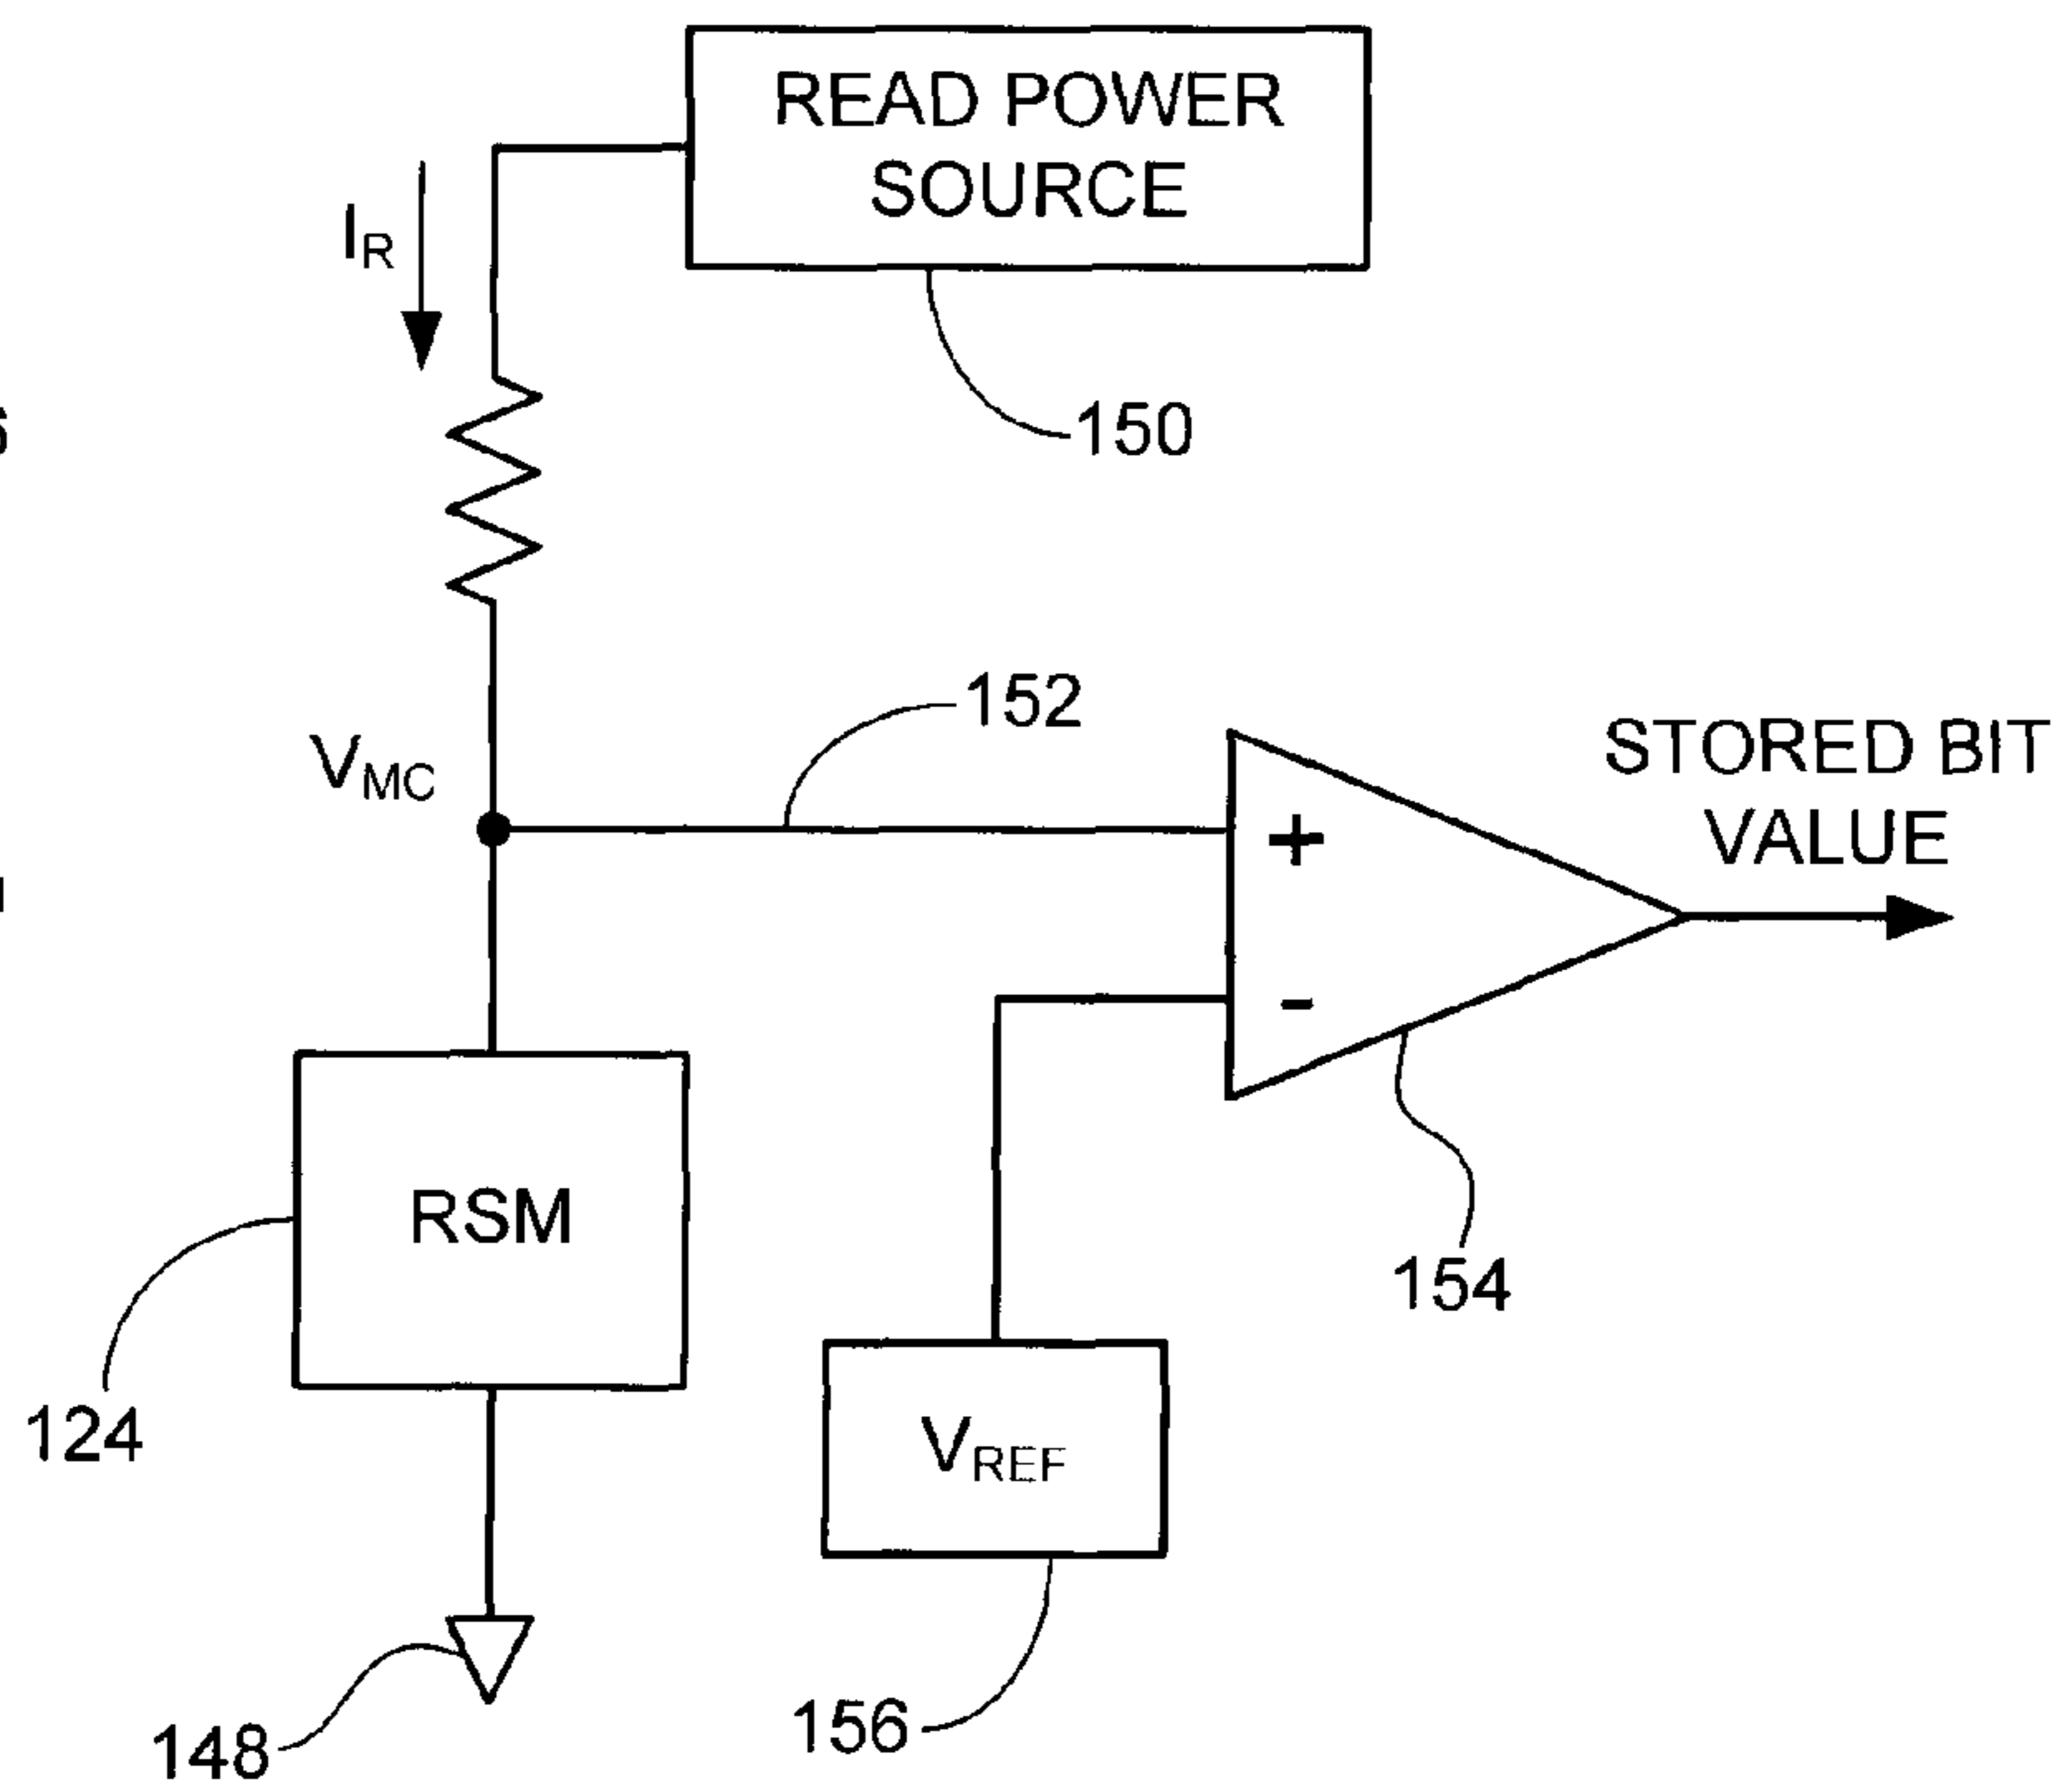 READ POWER
SOURCE
IR
150
152
VMC
STORED BIT
VALUE
+
-
RSM
154
124
VREF
156
148